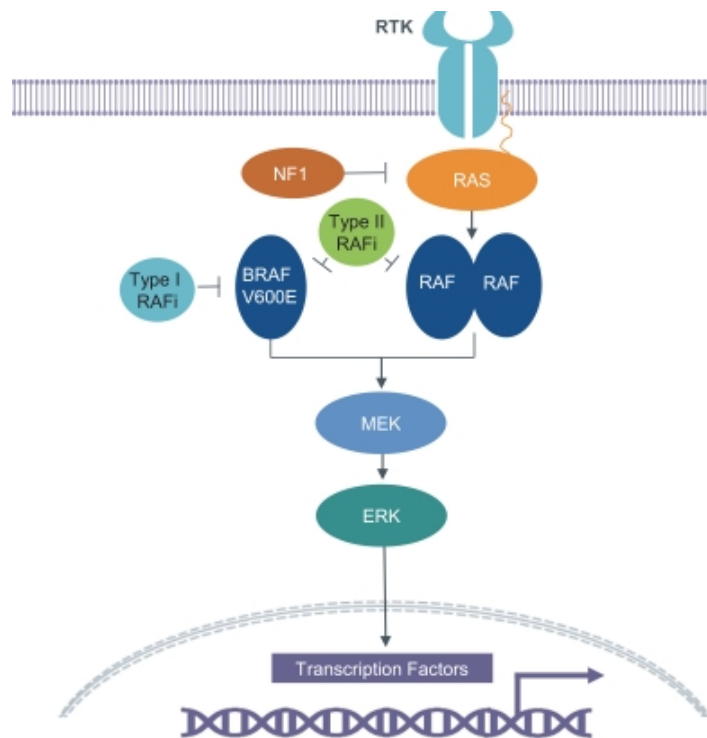 RTK
NF1
RAS
Type II
RAFi
Type I
RAFi
BRAF
V600E
RAF
RAF
MEK
ERK
Transcription Factors